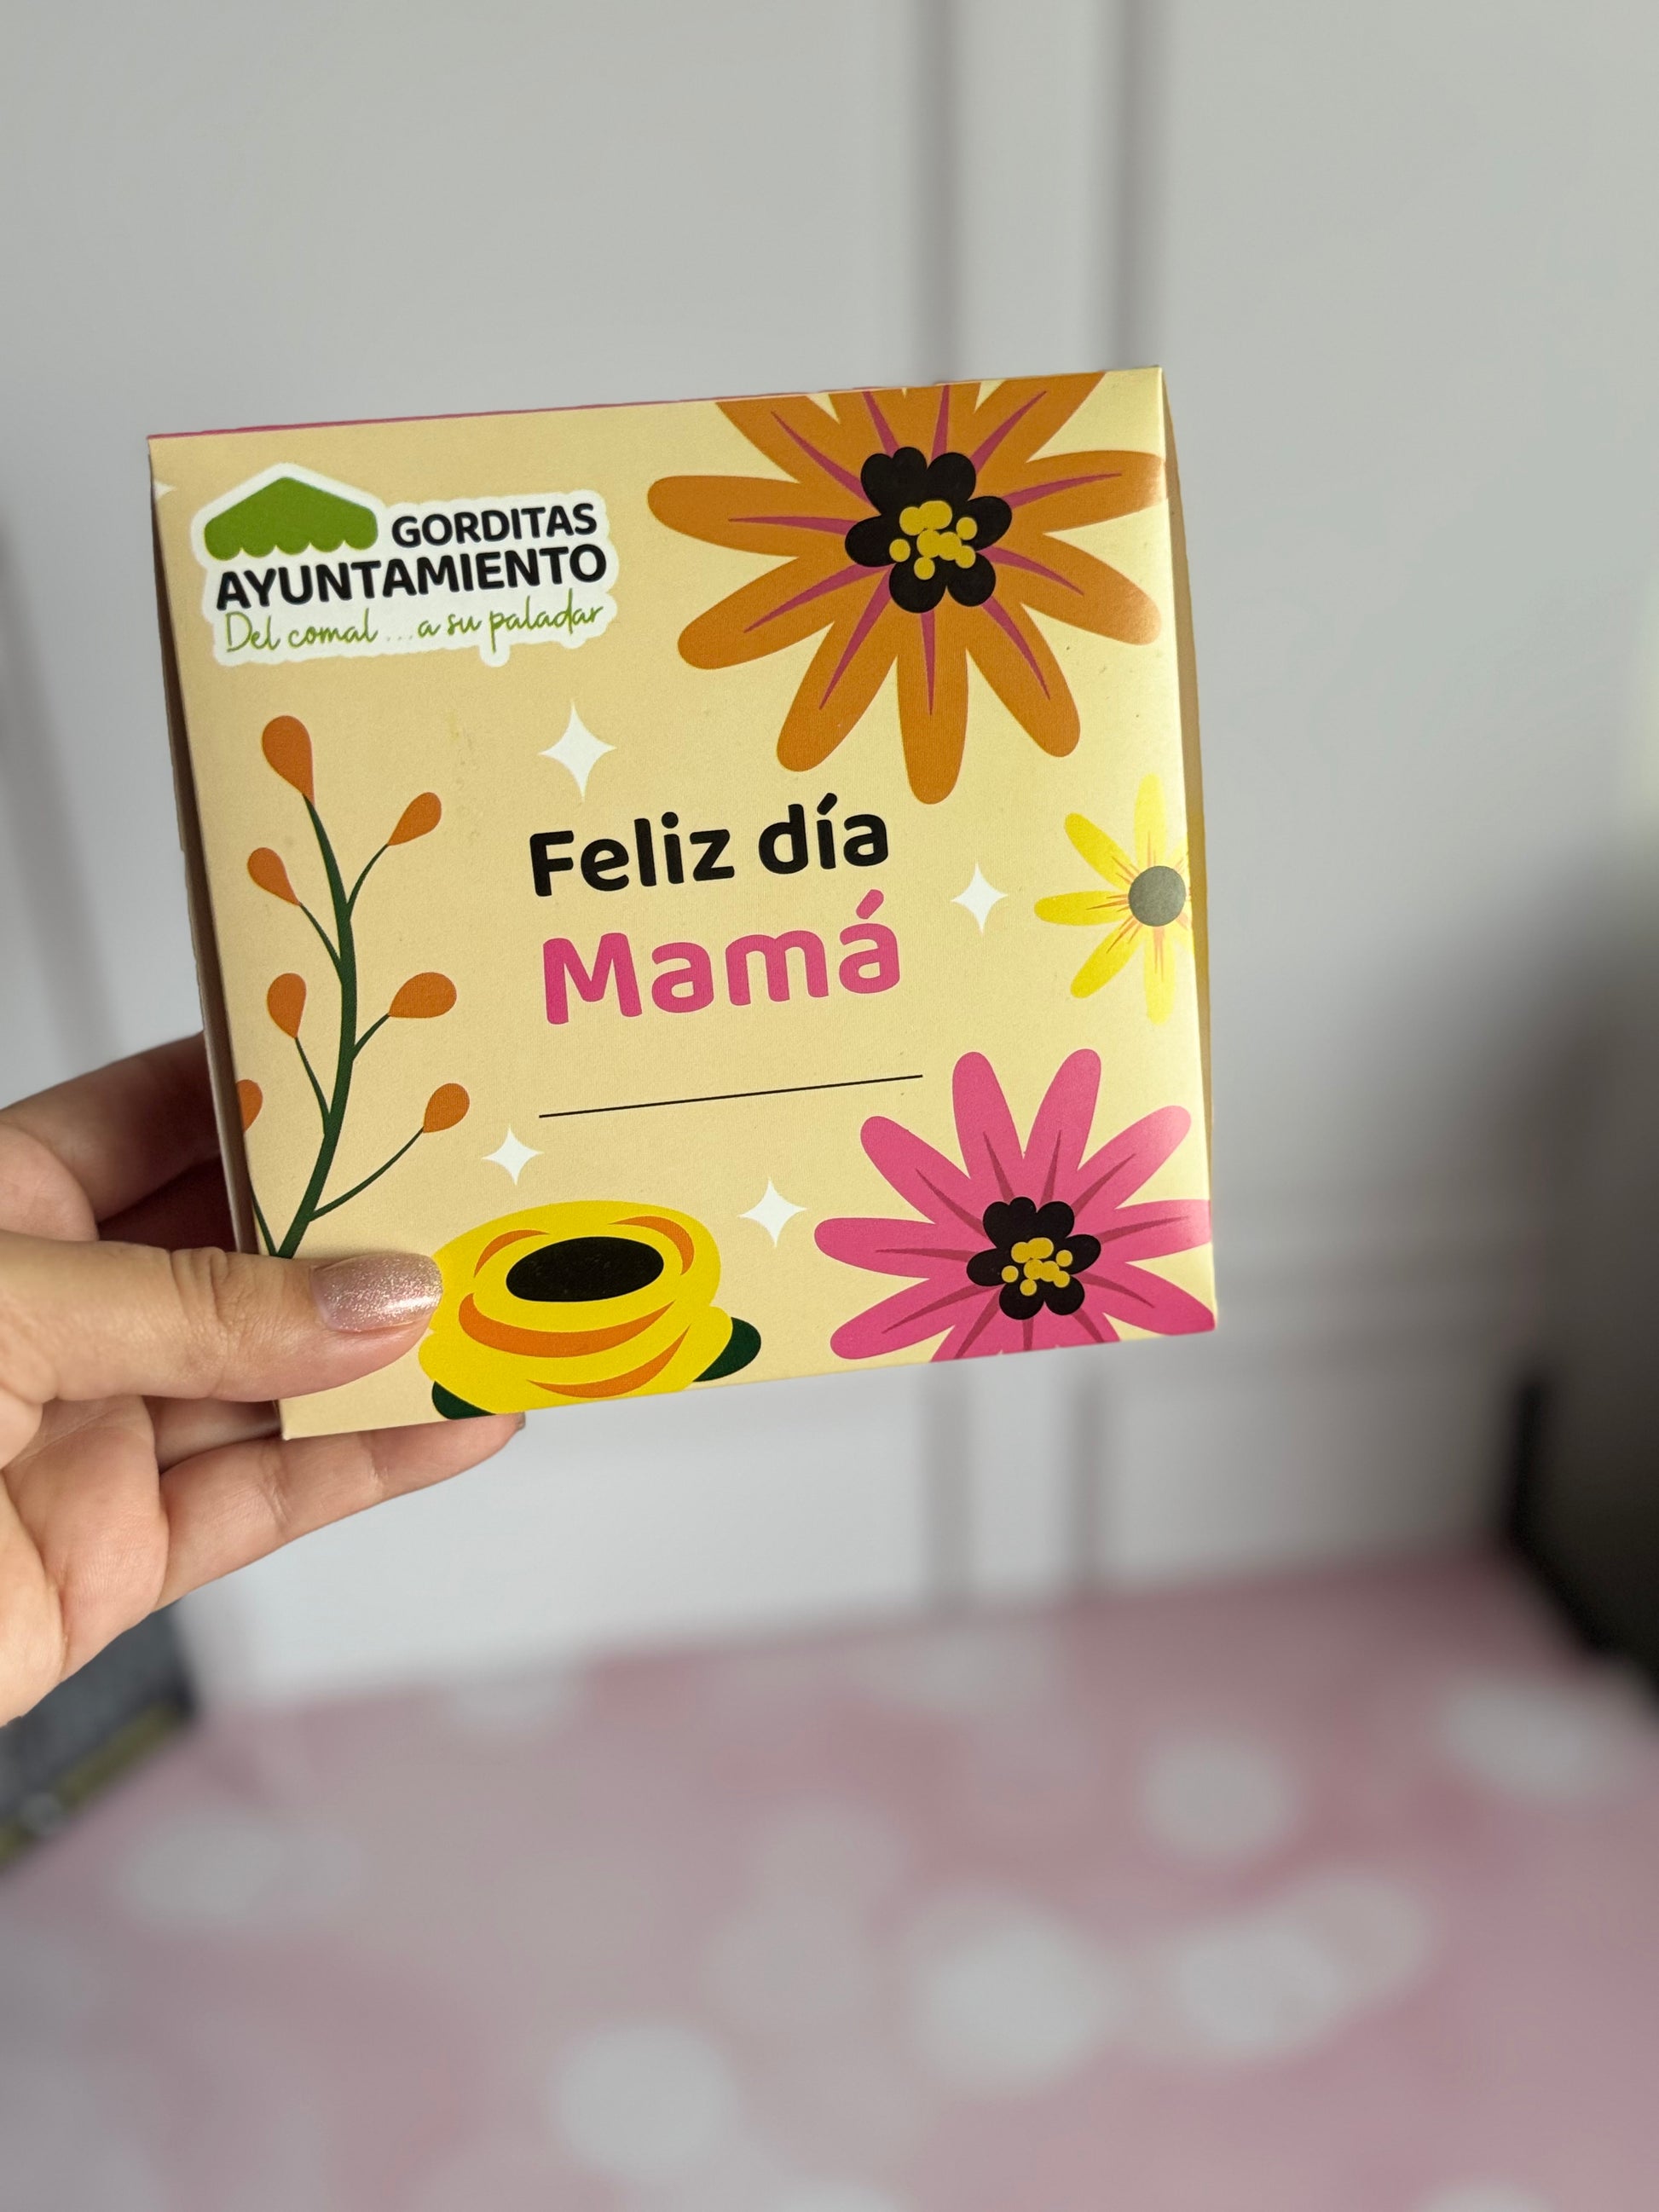 GORDITAS
AYUNTAMIENTO
Del comal...a su paladar
Feliz día
Mamá